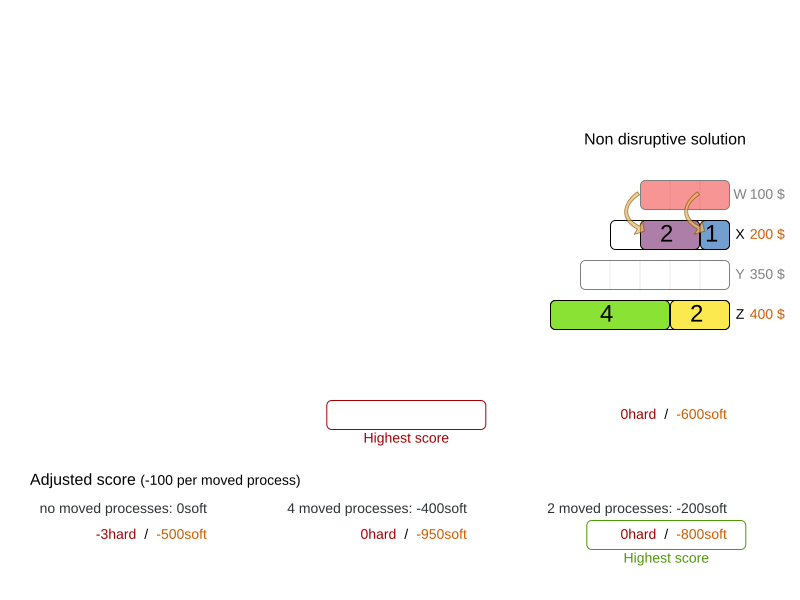 Non disruptive solution
W 100 $
2 1 X 200 $
Y 350 $
4 2 Z 400 $
0hard / -600soft
Highest score
Adjusted score (-100 per moved process)
no moved processes: 0soft 4 moved processes: -400soft 2 moved processes: -200soft
-3hard / -500soft 0hard / -950soft 0hard / -800soft
Highest score